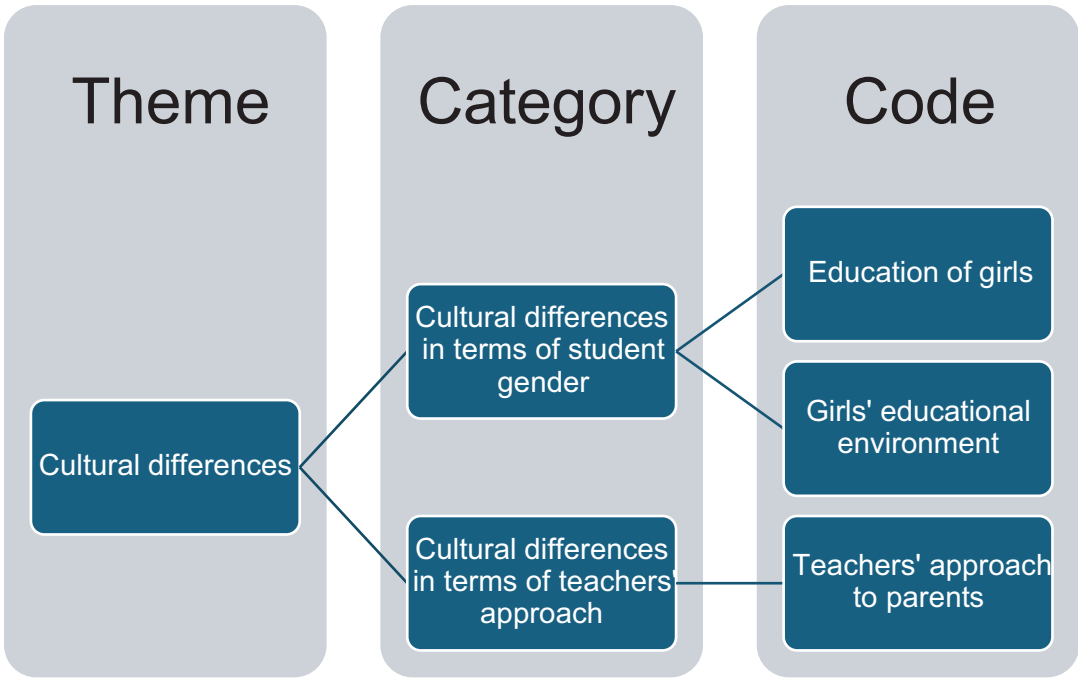 Theme
Category
Code
Cultural differences
Cultural differences
in terms of student
gender
Cultural differences
in terms of teachers'
approach
Education of girls
Girls' educational
environment
Teachers' approach
to parents